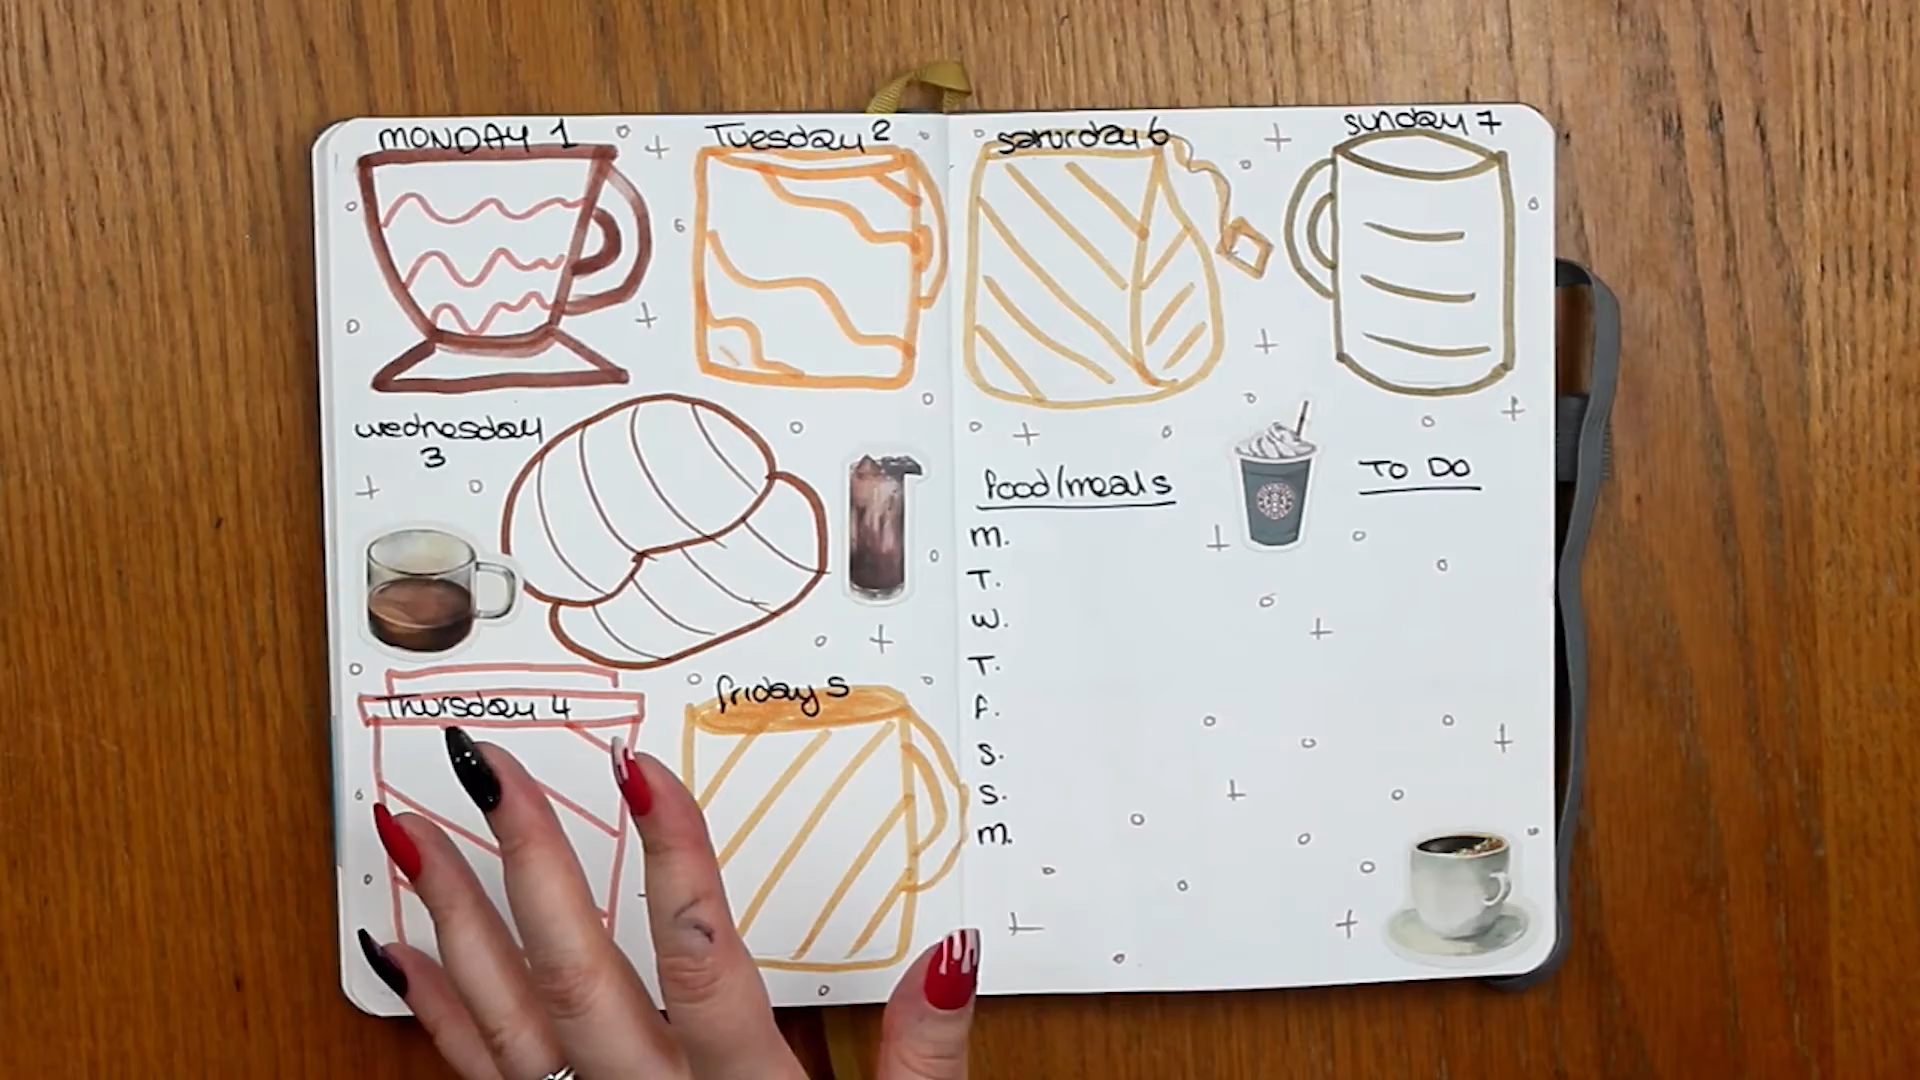 MONDAY 1
Tuesday 2
wednesday
3
Thursday 4
friday 5
saturday 6
sunday 7
food/meals
m.
T.
W.
T.
f.
S.
S.
m.
To Do